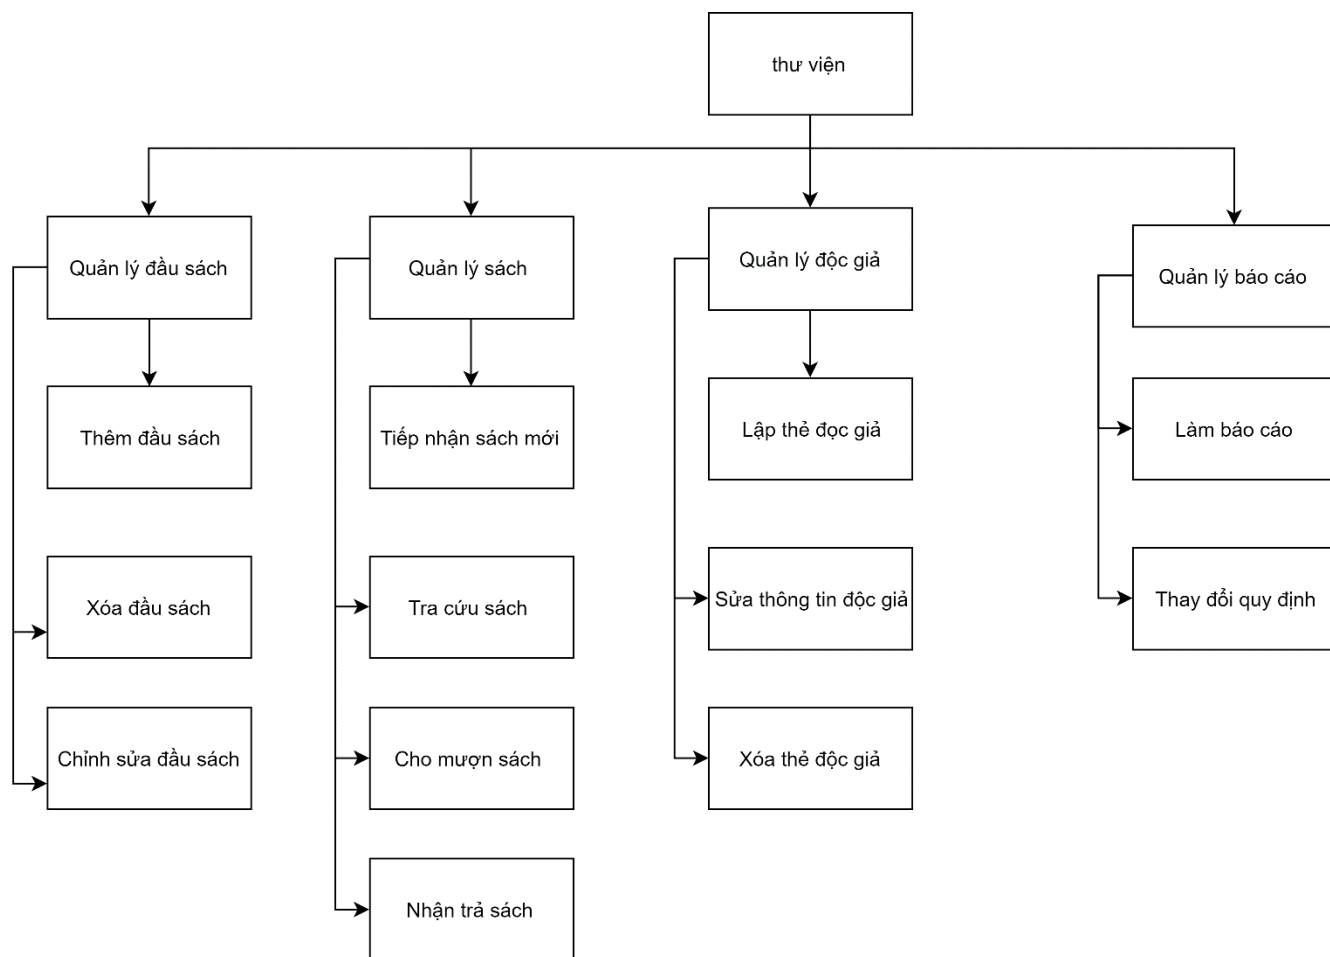 thư viện
Quản lý đầu sách
Quản lý sách
Quản lý độc giả
Quản lý báo cáo
Thêm đầu sách
Tiếp nhận sách mới
Lập thẻ đọc giả
Làm báo cáo
Xóa đầu sách
Tra cứu sách
Sửa thông tin độc giả
Thay đổi quy định
Chỉnh sửa đầu sách
Cho mượn sách
Xóa thẻ độc giả
Nhận trả sách